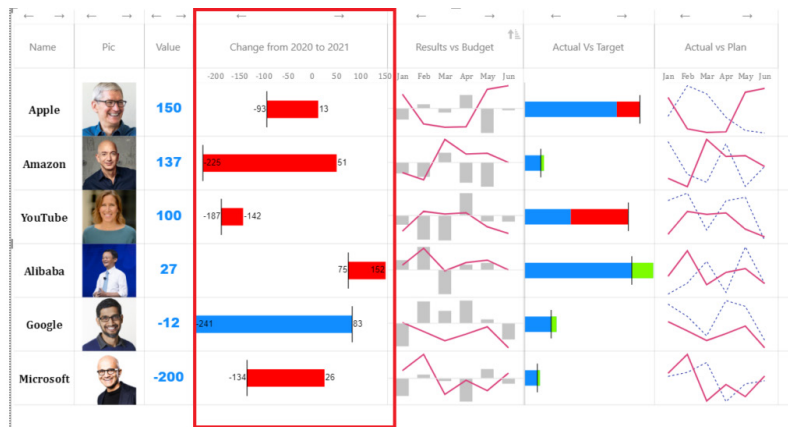 Name Pic Value Change from 2020 to 2021 Results vs Budget Actual Vs Target Actual vs Plan
-200 -150 -100 -50 0 50 100 150 Jan Feb Mar Apr May Jun Jan Feb Mar Apr May Jun
Apple 150 -93 13
Amazon 137 -225 51
YouTube 100 -187 -142
Alibaba 27 75 152
Google -12 -241 83
Microsoft -200 -134 26